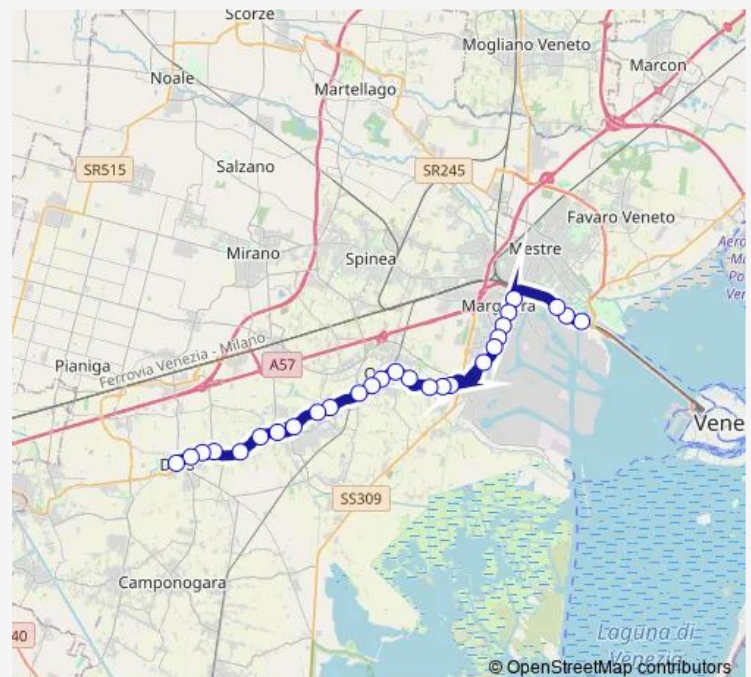 Scorze
Mogliano Veneto
Marcon
Noale
Martellago
SR515
SR245
Salzano
Favaro Veneto
Mestre
Mirano
Spinea
Pianiga
Ferrovia Venezia - Milano
A57
Vene
SS309
Camponogara
40
Laguna di
Venezia
© OpenStreetMap contributors